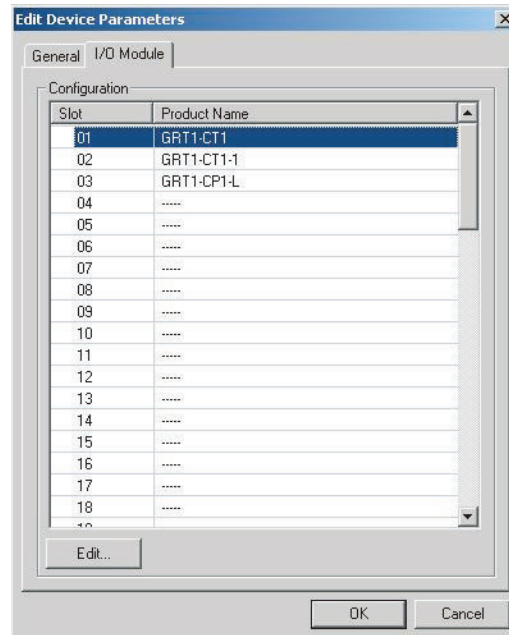 Edit Device Parameters
General I/O Module
Configuration
Slot Product Name
01 GRT1-CT1
02 GRT1-CT1-1
03 GRT1-CP1-L
04 -----
05 -----
06 -----
07 -----
08 -----
09 -----
10 -----
11 -----
12 -----
13 -----
14 -----
15 -----
16 -----
17 -----
18 -----
Edit...
OK Cancel